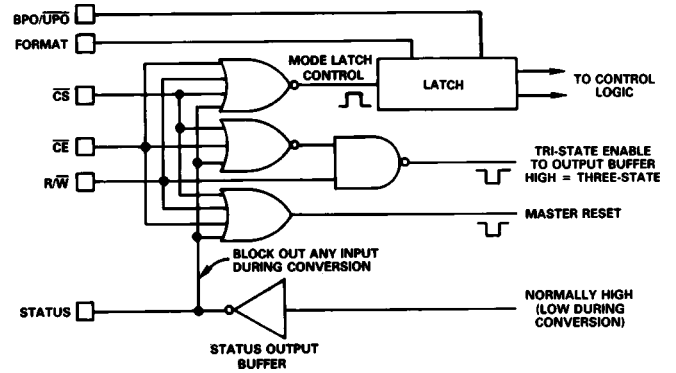 BPO/UPO
FORMAT
CS
CE
R/W
STATUS
MODE LATCH
CONTROL
LATCH
TO CONTROL
LOGIC
TRI-STATE ENABLE
TO OUTPUT BUFFER
HIGH = THREE-STATE
MASTER RESET
BLOCK OUT ANY INPUT
DURING CONVERSION
NORMALLY HIGH
(LOW DURING
CONVERSION)
STATUS OUTPUT
BUFFER